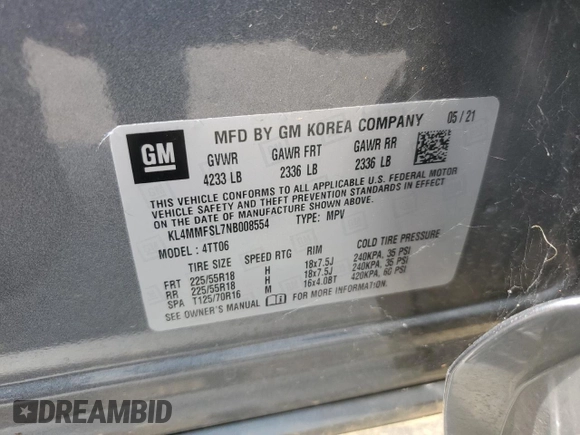 GM
MFD BY GM KOREA COMPANY 05/21
GVWR GAWR FRT GAWR RR
4233 LB 2336 LB 2336 LB
THIS VEHICLE CONFORMS TO ALL APPLICABLE U.S. FEDERAL MOTOR
VEHICLE SAFETY AND THEFT PREVENTION STANDARDS IN EFFECT
ON THE DATE OF MANUFACTURE SHOWN ABOVE.
KL4MMFSL7NB008554 TYPE: MPV
MODEL: 4TT06
TIRE SIZE SPEED RTG RIM COLD TIRE PRESSURE
FRT 225/55R18 H 18x7.5J 240KPA, 35 PSI
RR 225/55R18 H 18x7.5J 240KPA, 35 PSI
SPA T125/70R16 M 16x4.0BT 420KPA, 60 PSI
SEE OWNER'S MANUAL FOR MORE INFORMATION.
DREAMBID